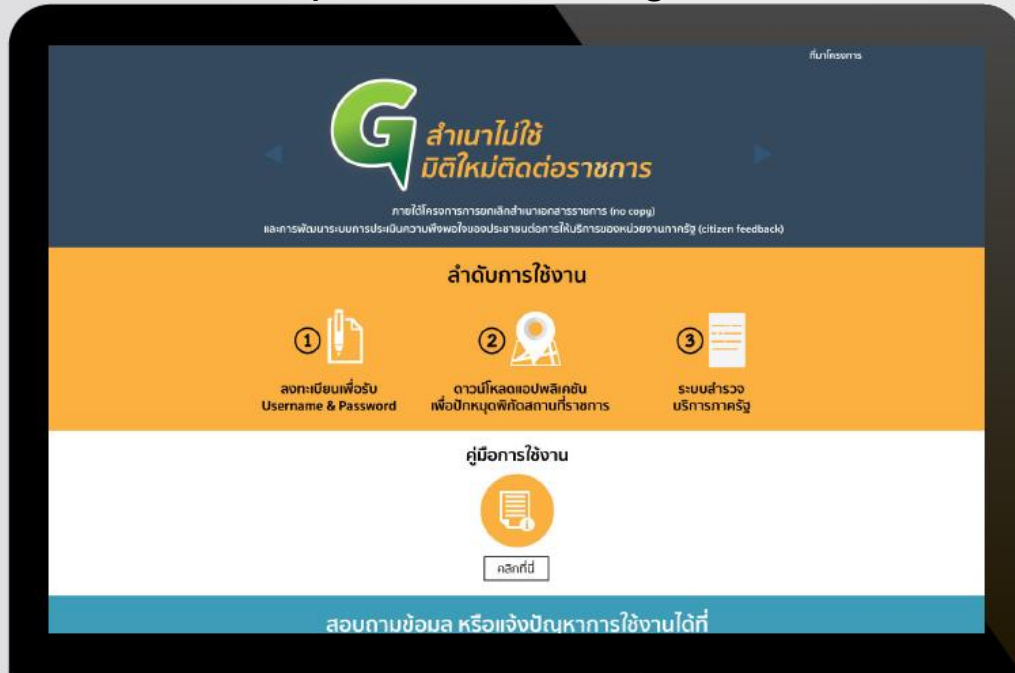 ที่มาโครงการ
G
สำเนาไม่ใช้
มิติใหม่ติดต่อราชการ
ภายใต้โครงการการยกเลิกสำเนาเอกสารราชการ (no copy)
และการพัฒนาระบบการประเมินความพึงพอใจของประชาชนต่อการให้บริการของหน่วยงานภาครัฐ (citizen feedback)
ลำดับการใช้งาน
1
2
3
ลงทะเบียนเพื่อรับ
Username & Password
ดาวน์โหลดแอปพลิเคชัน
เพื่อปักหมุดพิกัดสถานที่ราชการ
ระบบสำรวจ
บริการภาครัฐ
คู่มือการใช้งาน
คลิกที่นี่
สอบถามข้อมูล หรือแจ้งปัญหาการใช้งานได้ที่